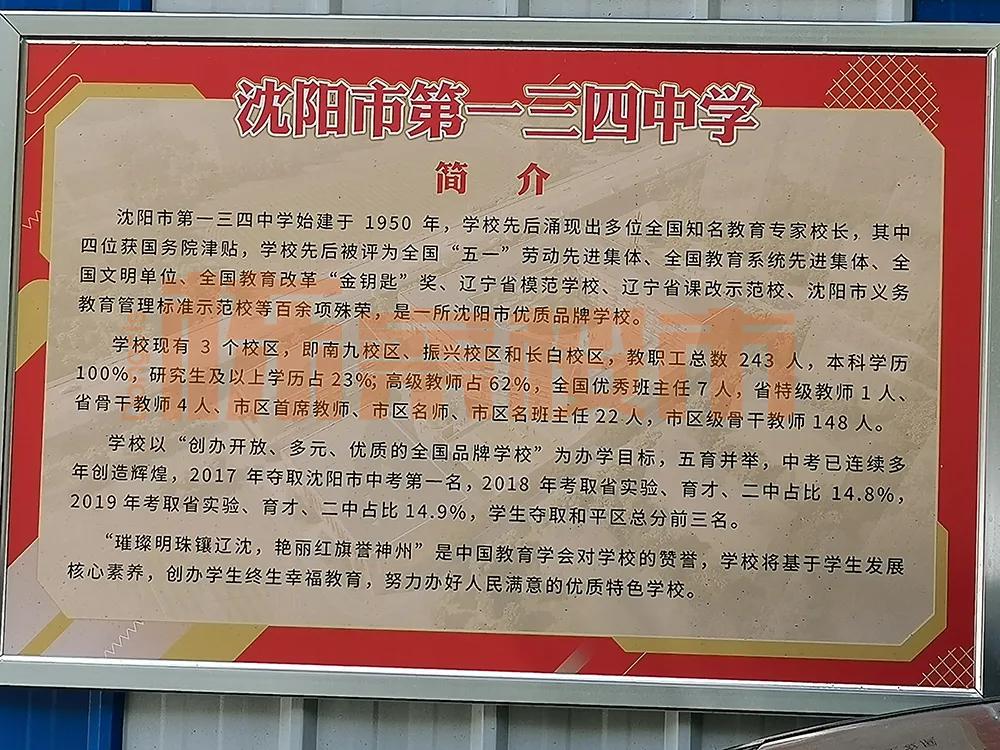 沈阳市第一三四中学
简 介
沈阳市第一三四中学始建于 1950 年，学校先后涌现出多位全国知名教育专家校长，其中
四位获国务院津贴，学校先后被评为全国“五一”劳动先进集体、全国教育系统先进集体、全
国文明单位、全国教育改革“金钥匙”奖、辽宁省模范学校、辽宁省课改示范校、沈阳市义务
教育管理标准示范校等百余项殊荣，是一所沈阳市优质品牌学校。
学校现有 3 个校区，即南九校区、振兴校区和长白校区，教职工总数 243 人，本科学历
100%，研究生及以上学历占 23%；高级教师占 62%，全国优秀班主任 7 人，省特级教师 1 人、
省骨干教师 4 人、市区首席教师、市区名师、市区名班主任 22 人，市区级骨干教师 148 人。
学校以“创办开放、多元、优质的全国品牌学校”为办学目标，五育并举，中考已连续多
年创造辉煌，2017 年夺取沈阳市中考第一名，2018 年考取省实验、育才、二中占比 14.8%，
2019 年考取省实验、育才、二中占比 14.9%，学生夺取和平区总分前三名。
“璀璨明珠镶辽沈，艳丽红旗誉神州”是中国教育学会对学校的赞誉，学校将基于学生发展
核心素养，创办学生终生幸福教育，努力办好人民满意的优质特色学校。